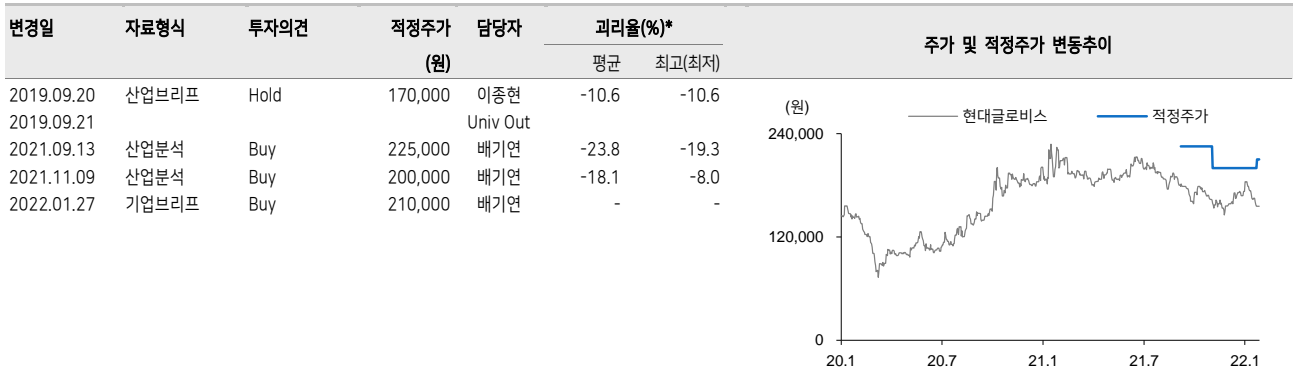 변경일 자료형식 투자의견 적정주가 담당자 괴리율(%)*
(원) 평균 최고(최저)
2019.09.20 산업브리프 Hold 170,000 이종현 -10.6 -10.6
2019.09.21 Univ Out
2021.09.13 산업분석 Buy 225,000 배기연 -23.8 -19.3
2021.11.09 산업분석 Buy 200,000 배기연 -18.1 -8.0
2022.01.27 기업브리프 Buy 210,000 배기연 - -
주가 및 적정주가 변동추이
(원)
현대글로비스 적정주가
240,000
120,000
0
20.1 20.7 21.1 21.7 22.1